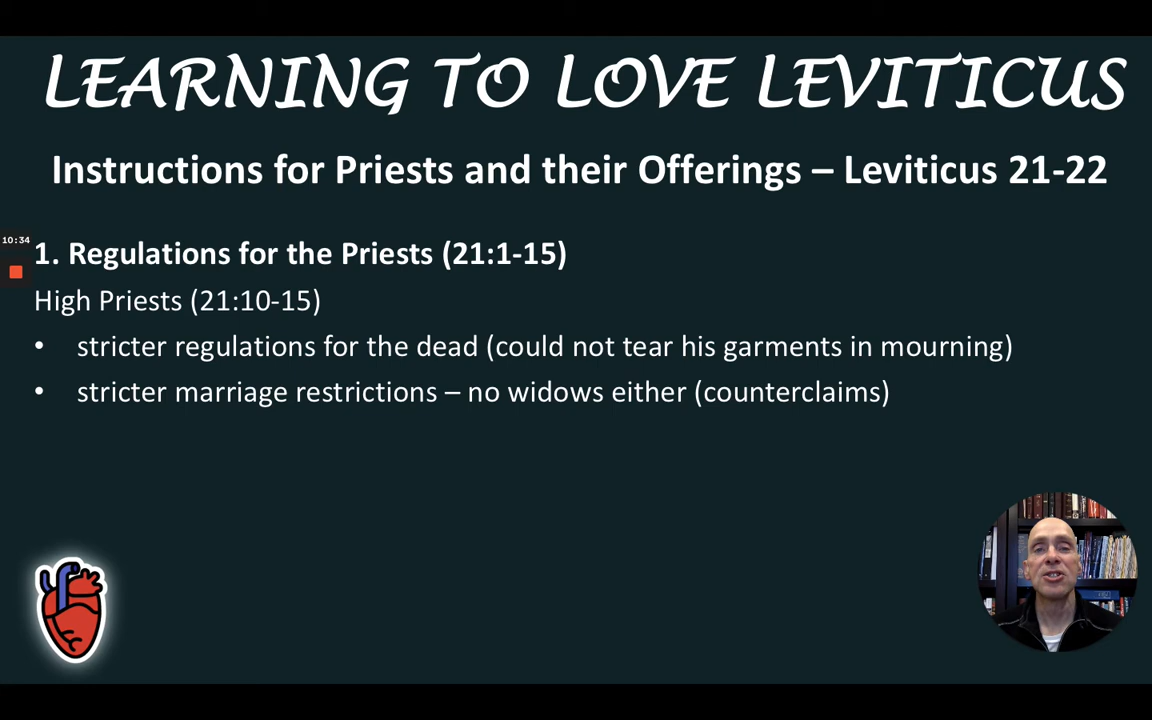 LEARNING TO LOVE LEVITICUS
Instructions for Priests and their Offerings – Leviticus 21-22
10:34
1. Regulations for the Priests (21:1-15)
High Priests (21:10-15)
• stricter regulations for the dead (could not tear his garments in mourning)
• stricter marriage restrictions – no widows either (counterclaims)